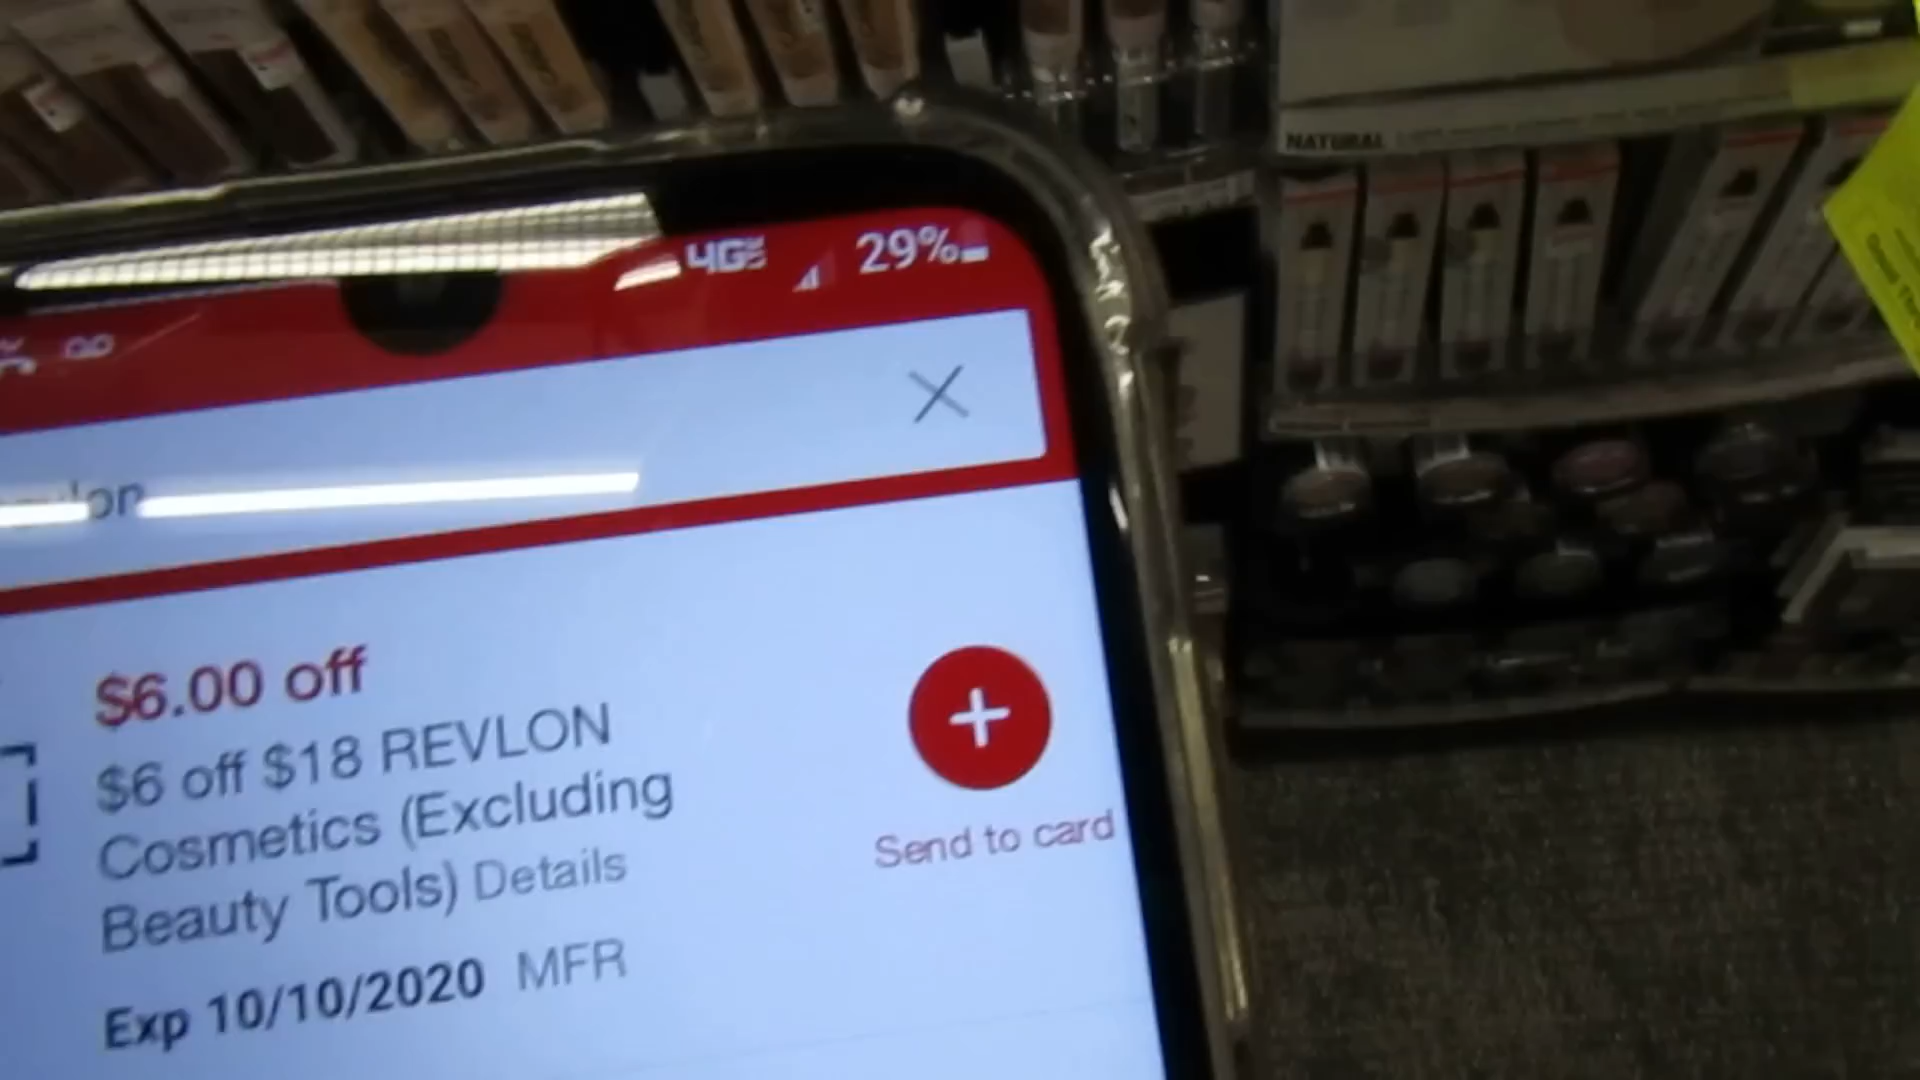 NATURAL
4G
29%
$6.00 off
$6 off $18 REVLON
Cosmetics (Excluding
Beauty Tools) Details
Exp 10/10/2020 MFR
Send to card